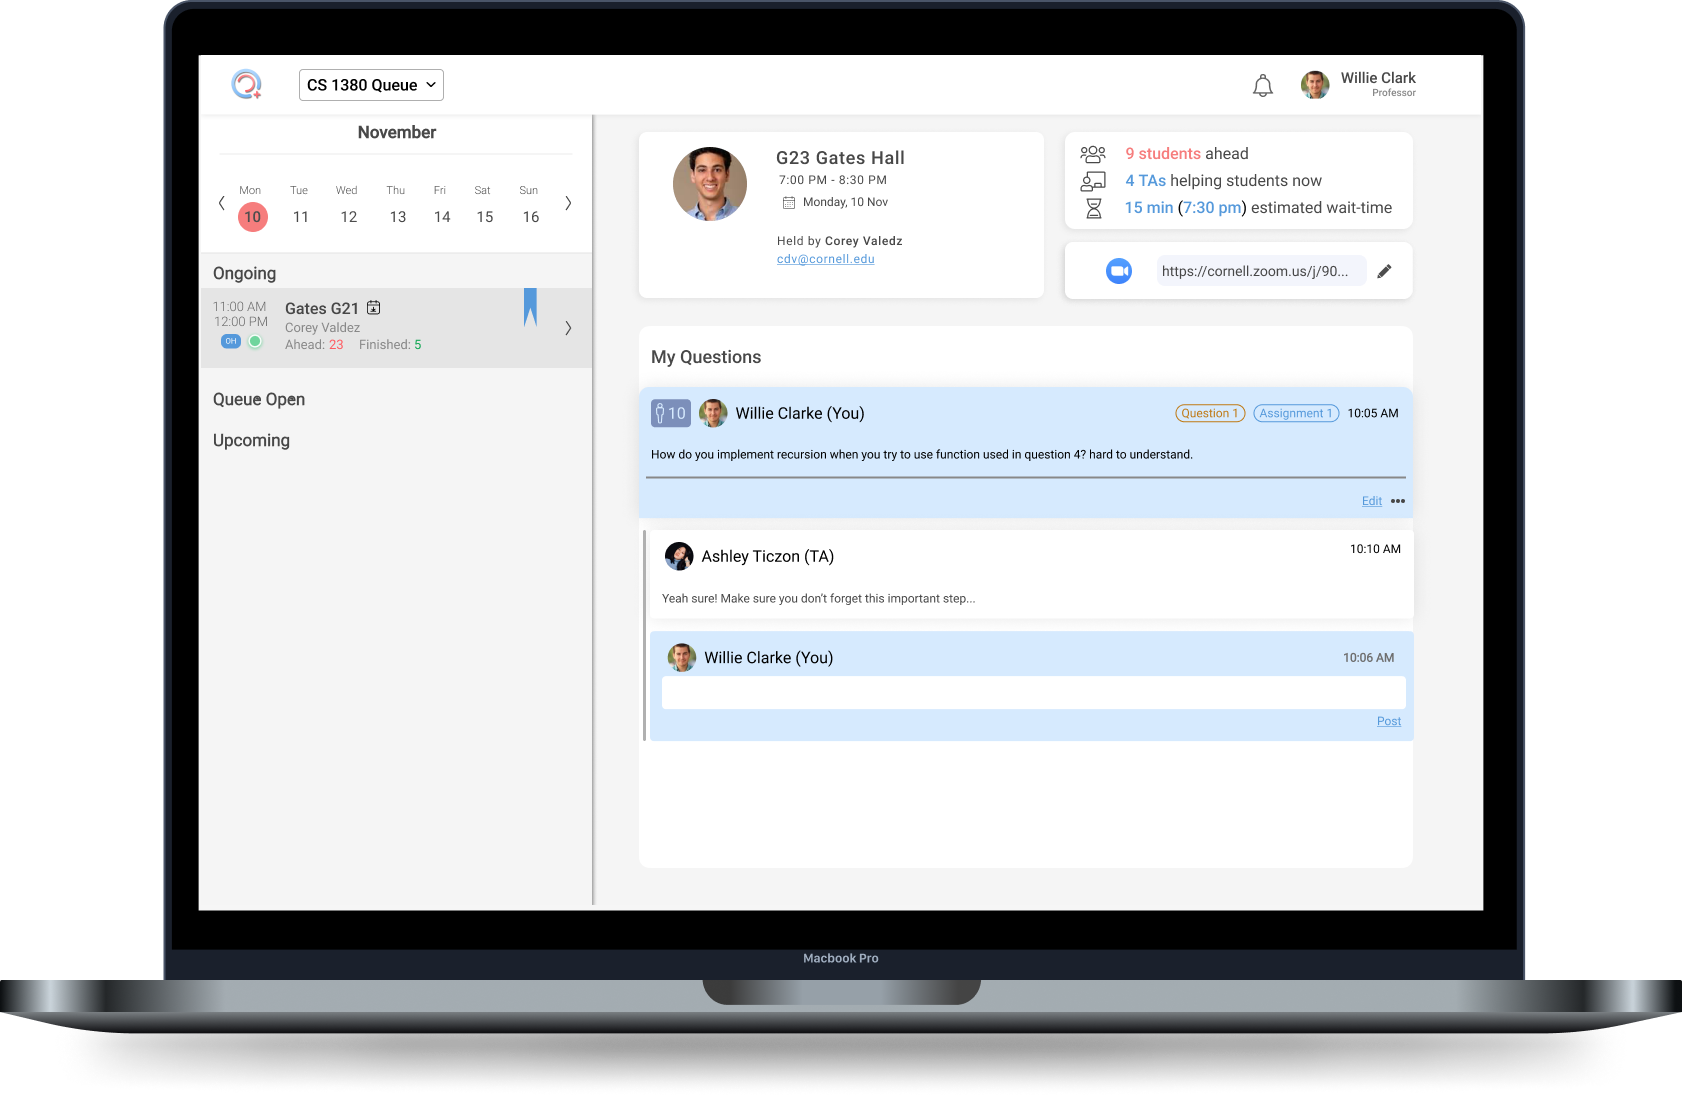 CS 1380 Queue
Willie Clark
Professor
November
Mon Tue Wed Thu Fri Sat Sun
10 11 12 13 14 15 16
Ongoing
11:00 AM
12:00 PM
OH
Gates G21
Corey Valdez
Ahead: 23 Finished: 5
Queue Open
Upcoming
G23 Gates Hall
7:00 PM - 8:30 PM
Monday, 10 Nov
Held by Corey Valedz
cdv@cornell.edu
9 students ahead
4 TAs helping students now
15 min (7:30 pm) estimated wait-time
https://cornell.zoom.us/j/90...
My Questions
10 Willie Clarke (You) Question 1 Assignment 1 10:05 AM
How do you implement recursion when you try to use function used in question 4? hard to understand.
Edit
Ashley Ticzon (TA) 10:10 AM
Yeah sure! Make sure you don't forget this important step...
Willie Clarke (You) 10:06 AM
Post
Macbook Pro